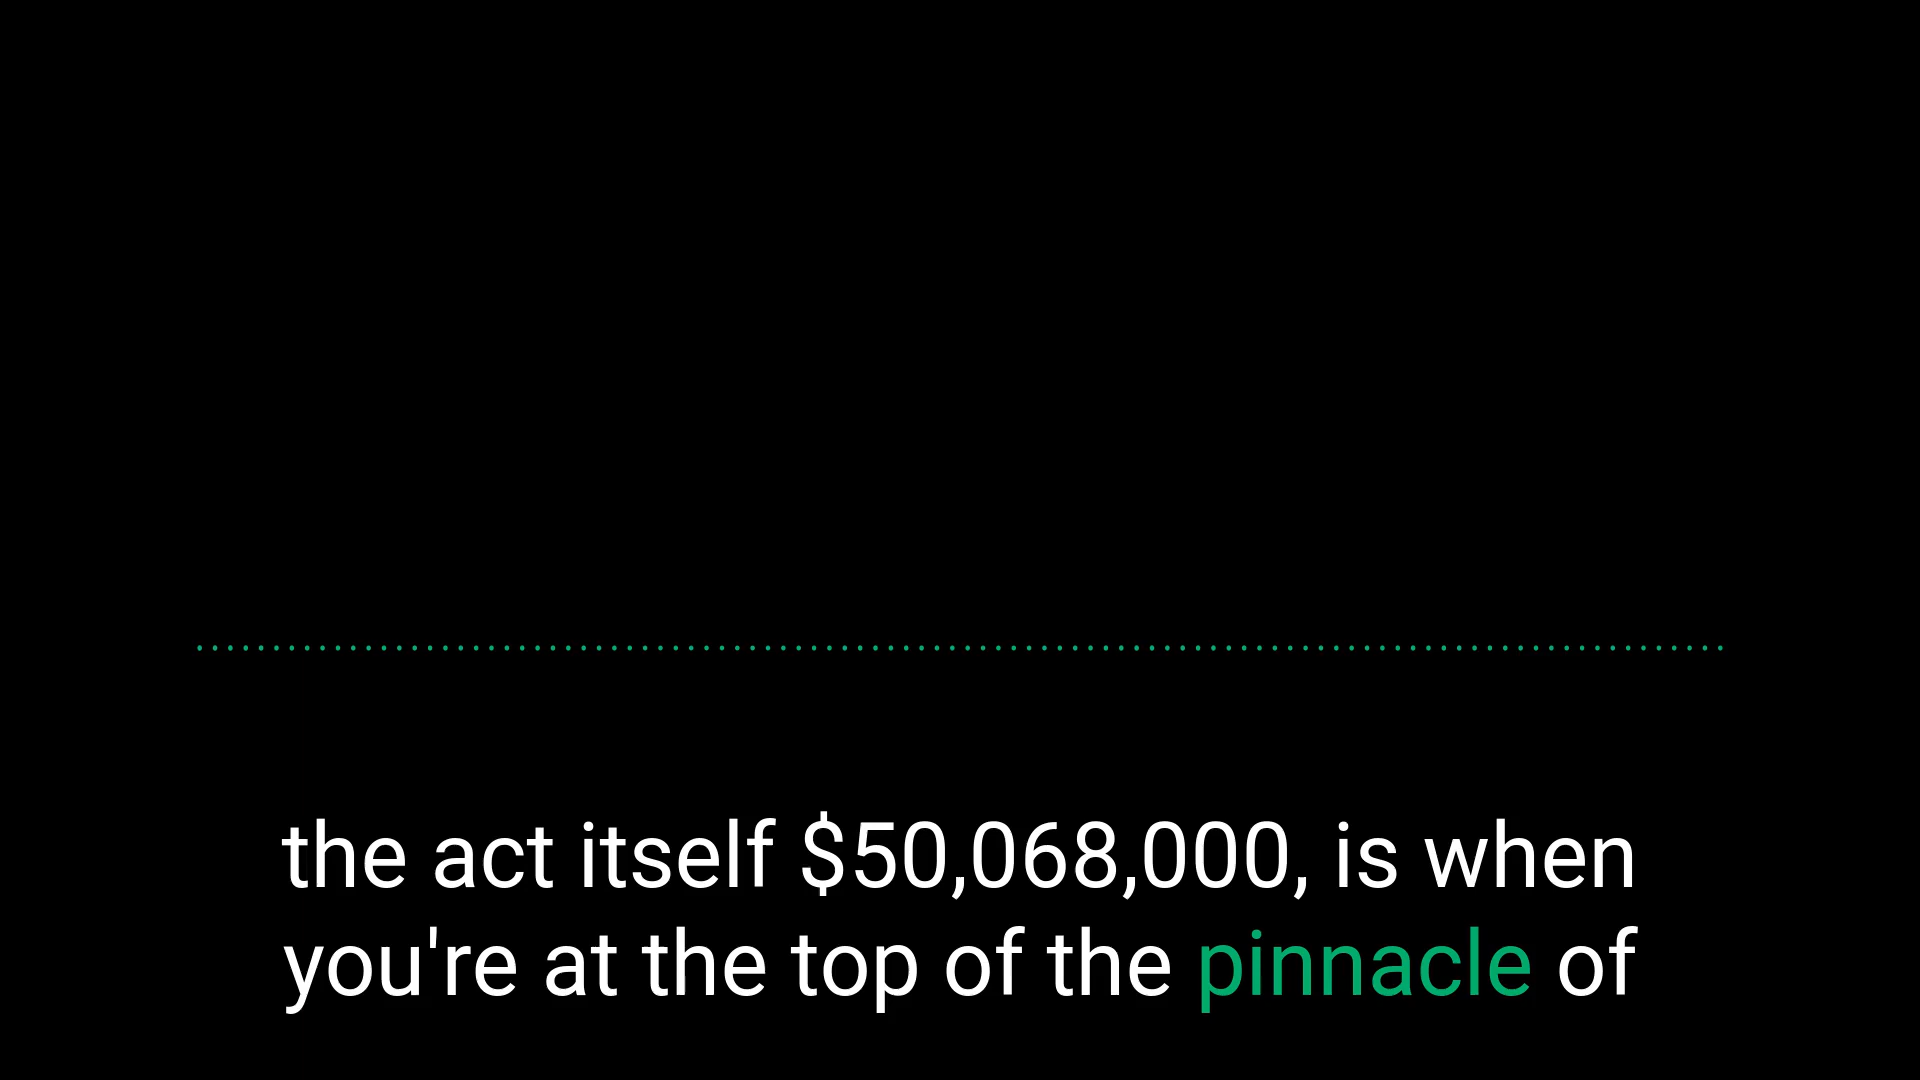 the act itself $50,068,000, is when
you're at the top of the pinnacle of